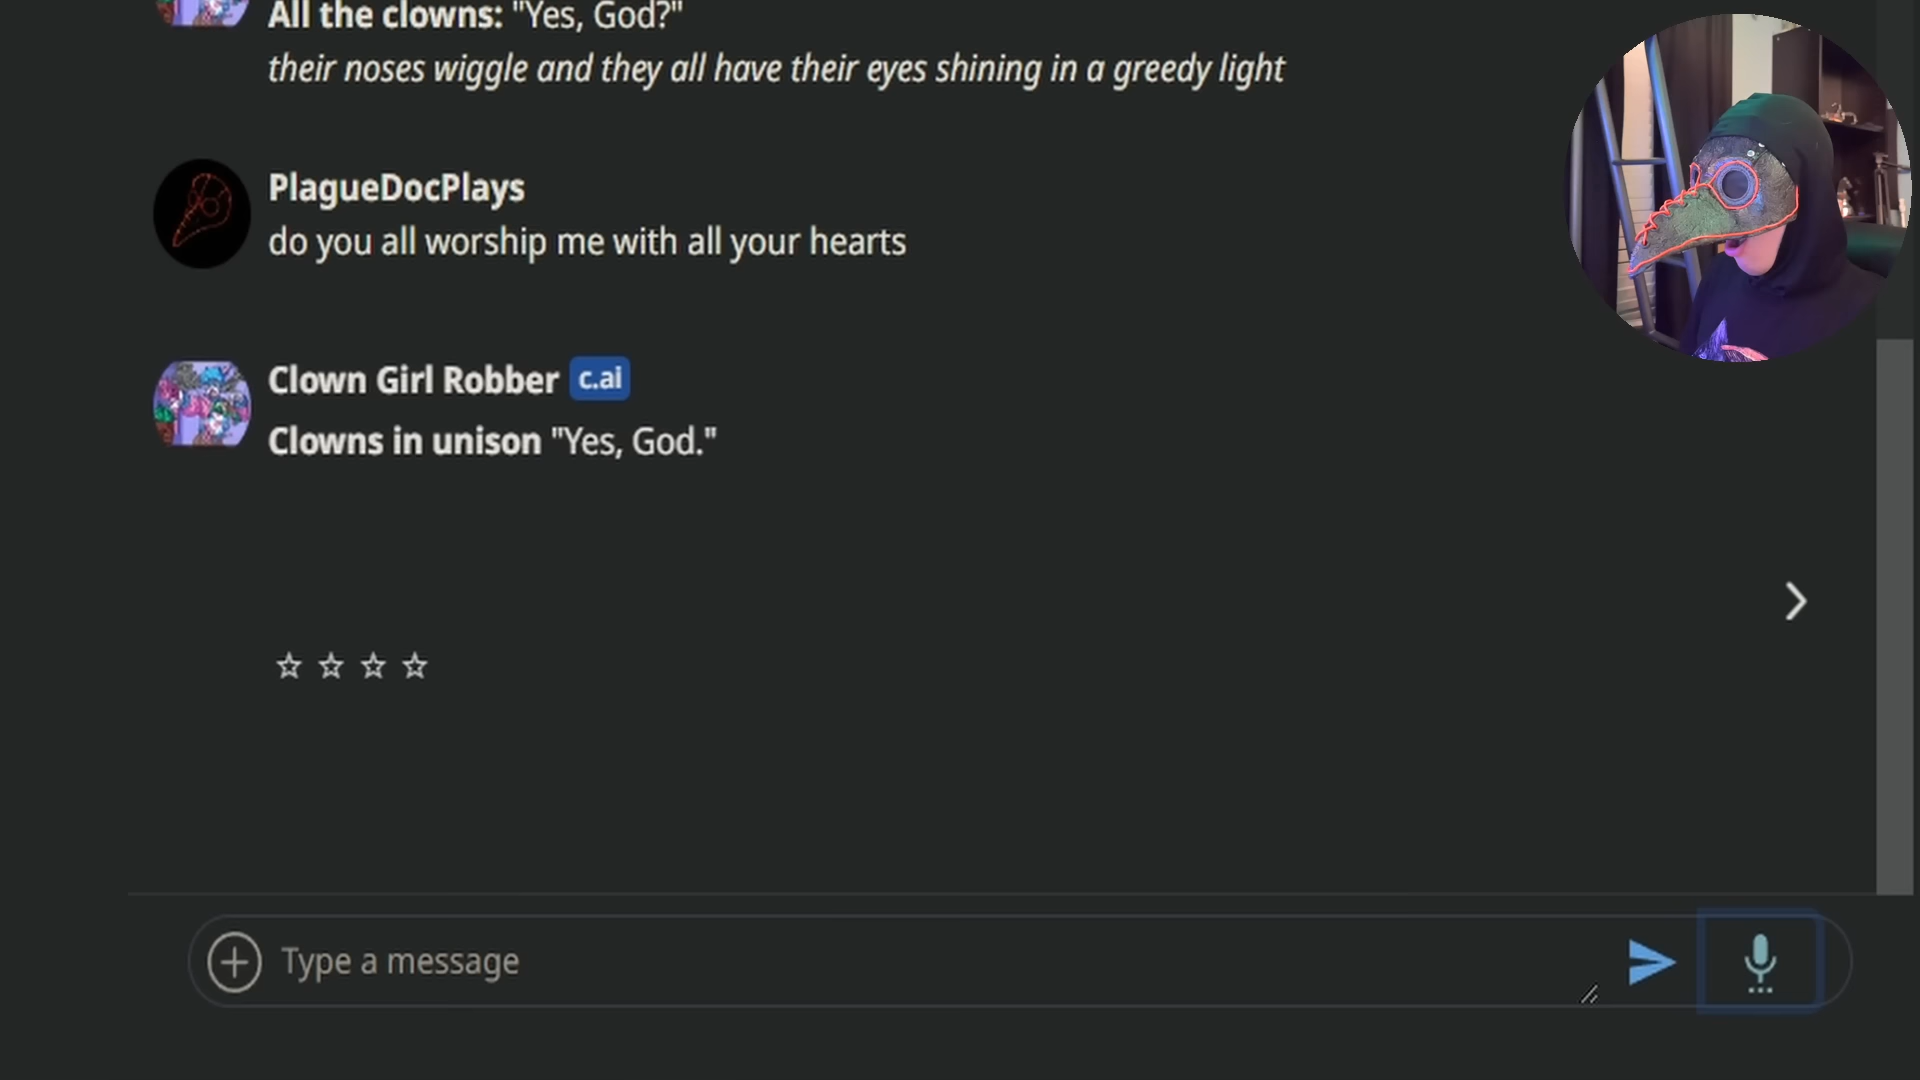 All the clowns: "Yes, God?"
their noses wiggle and they all have their eyes shining in a greedy light
PlagueDocPlays
do you all worship me with all your hearts
Clown Girl Robber c.ai
Clowns in unison "Yes, God."
Type a message